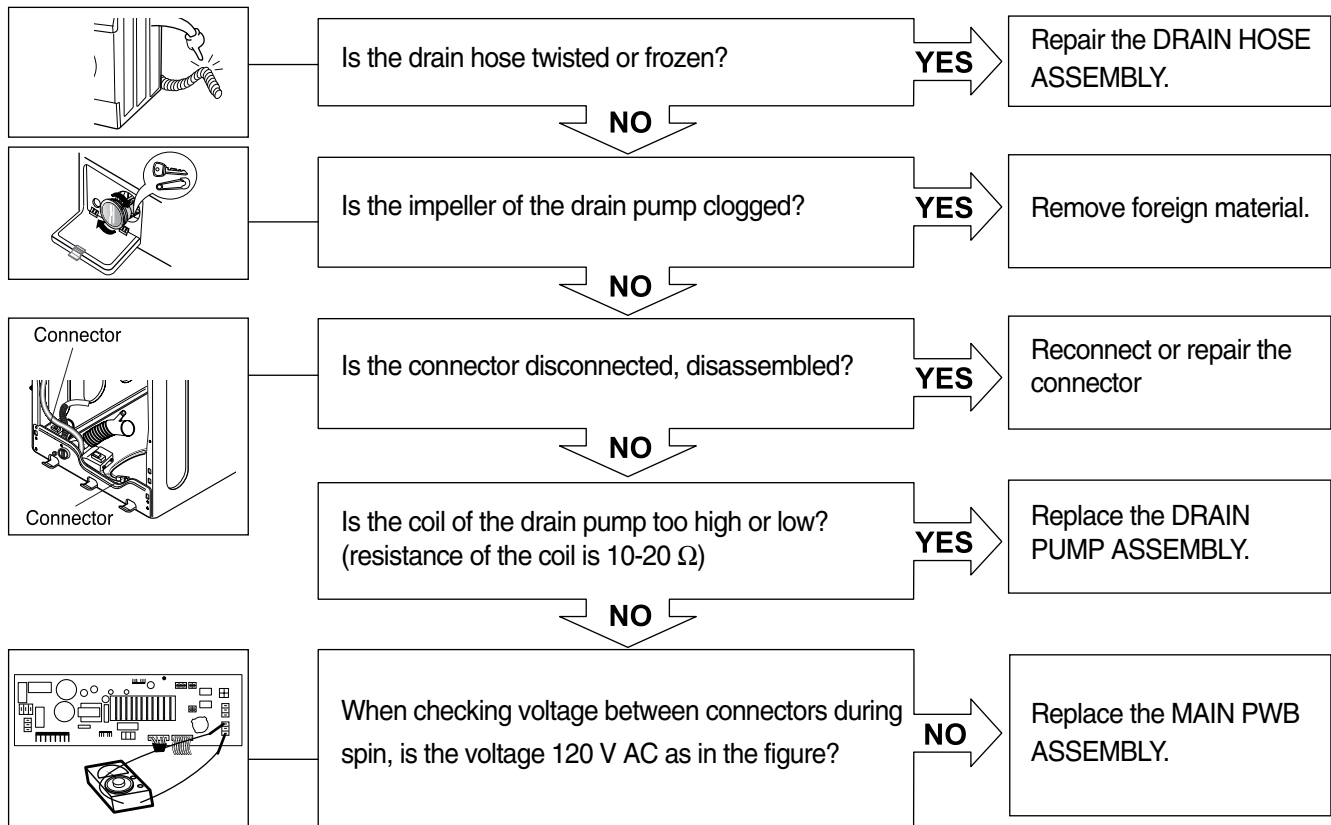 Is the drain hose twisted or frozen?
YES
Repair the DRAIN HOSE
ASSEMBLY.
NO
Is the impeller of the drain pump clogged?
YES
Remove foreign material.
NO
Connector
Connector
Is the connector disconnected, disassembled?
YES
Reconnect or repair the
connector
NO
Is the coil of the drain pump too high or low?
(resistance of the coil is 10-20 Ω)
YES
Replace the DRAIN
PUMP ASSEMBLY.
NO
When checking voltage between connectors during
spin, is the voltage 120 V AC as in the figure?
NO
Replace the MAIN PWB
ASSEMBLY.